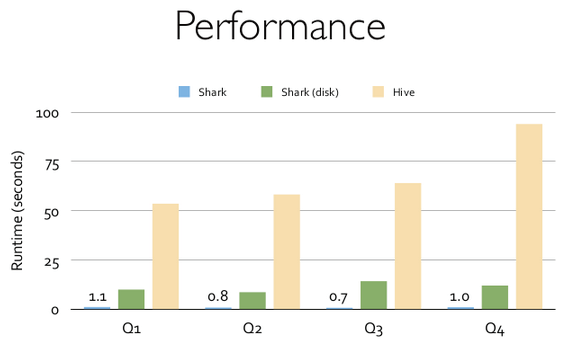 Performance
Shark Shark (disk) Hive
Runtime (seconds)
100
75
50
25
0
1.1 0.8 0.7 1.0
Q1 Q2 Q3 Q4